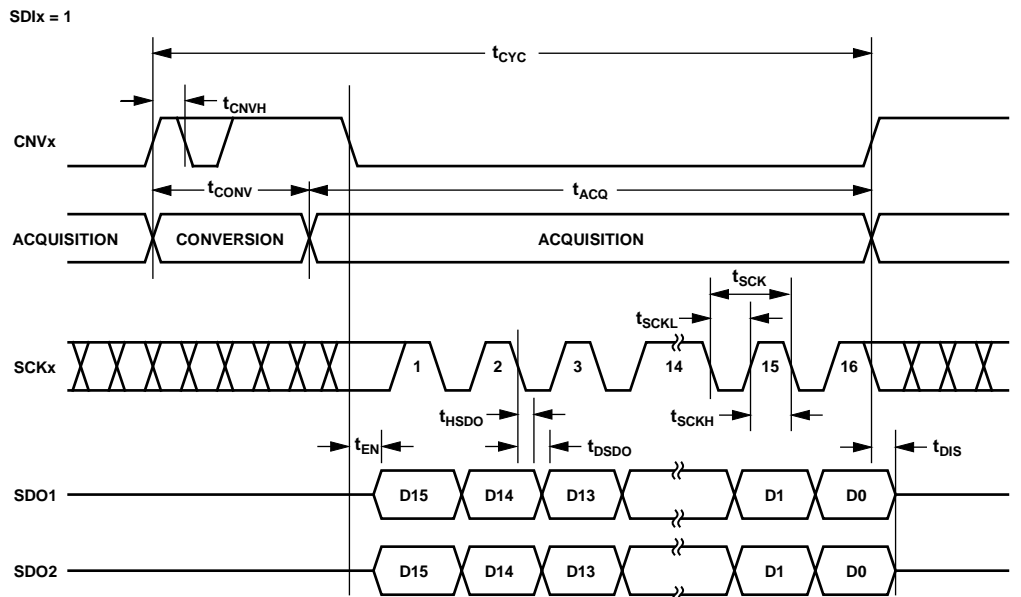 SDIx = 1
tCYC
tCNVH
CNVx
tCONV
tACQ
ACQUISITION CONVERSION ACQUISITION
tSCK
tSCKL
SCKx 1 2 3 14 15 16
tHSDO
tSCKH
tEN
tDSDO
tDIS
SDO1 D15 D14 D13 D1 D0
SDO2 D15 D14 D13 D1 D0